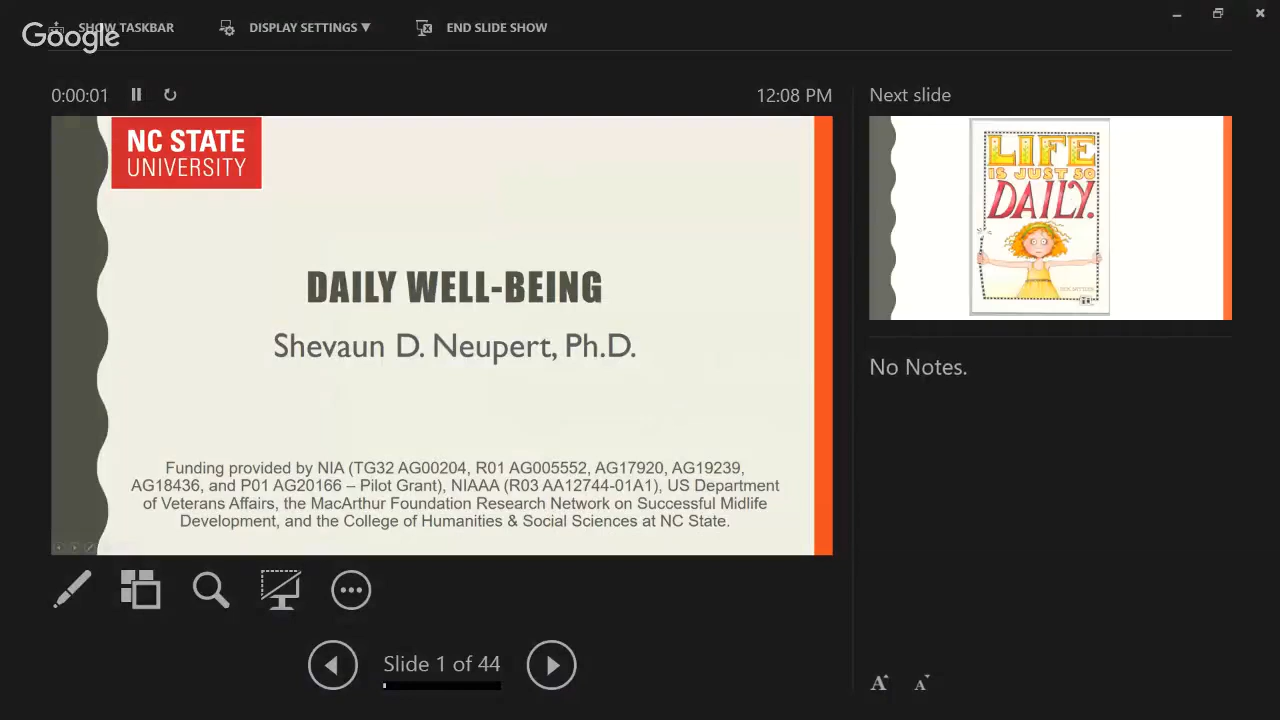 Google
SHOW TASKBAR
DISPLAY SETTINGS ▼
END SLIDE SHOW
0:00:01
12:08 PM
Next slide
NC STATE
UNIVERSITY
DAILY WELL-BEING
Shevaun D. Neupert, Ph.D.
Funding provided by NIA (TG32 AG00204, R01 AG005552, AG17920, AG19239,
AG18436, and P01 AG20166 – Pilot Grant), NIAAA (R03 AA12744-01A1), US Department
of Veterans Affairs, the MacArthur Foundation Research Network on Successful Midlife
Development, and the College of Humanities & Social Sciences at NC State.
LIFE
IS JUST SO
DAILY.
No Notes.
Slide 1 of 44
A
A